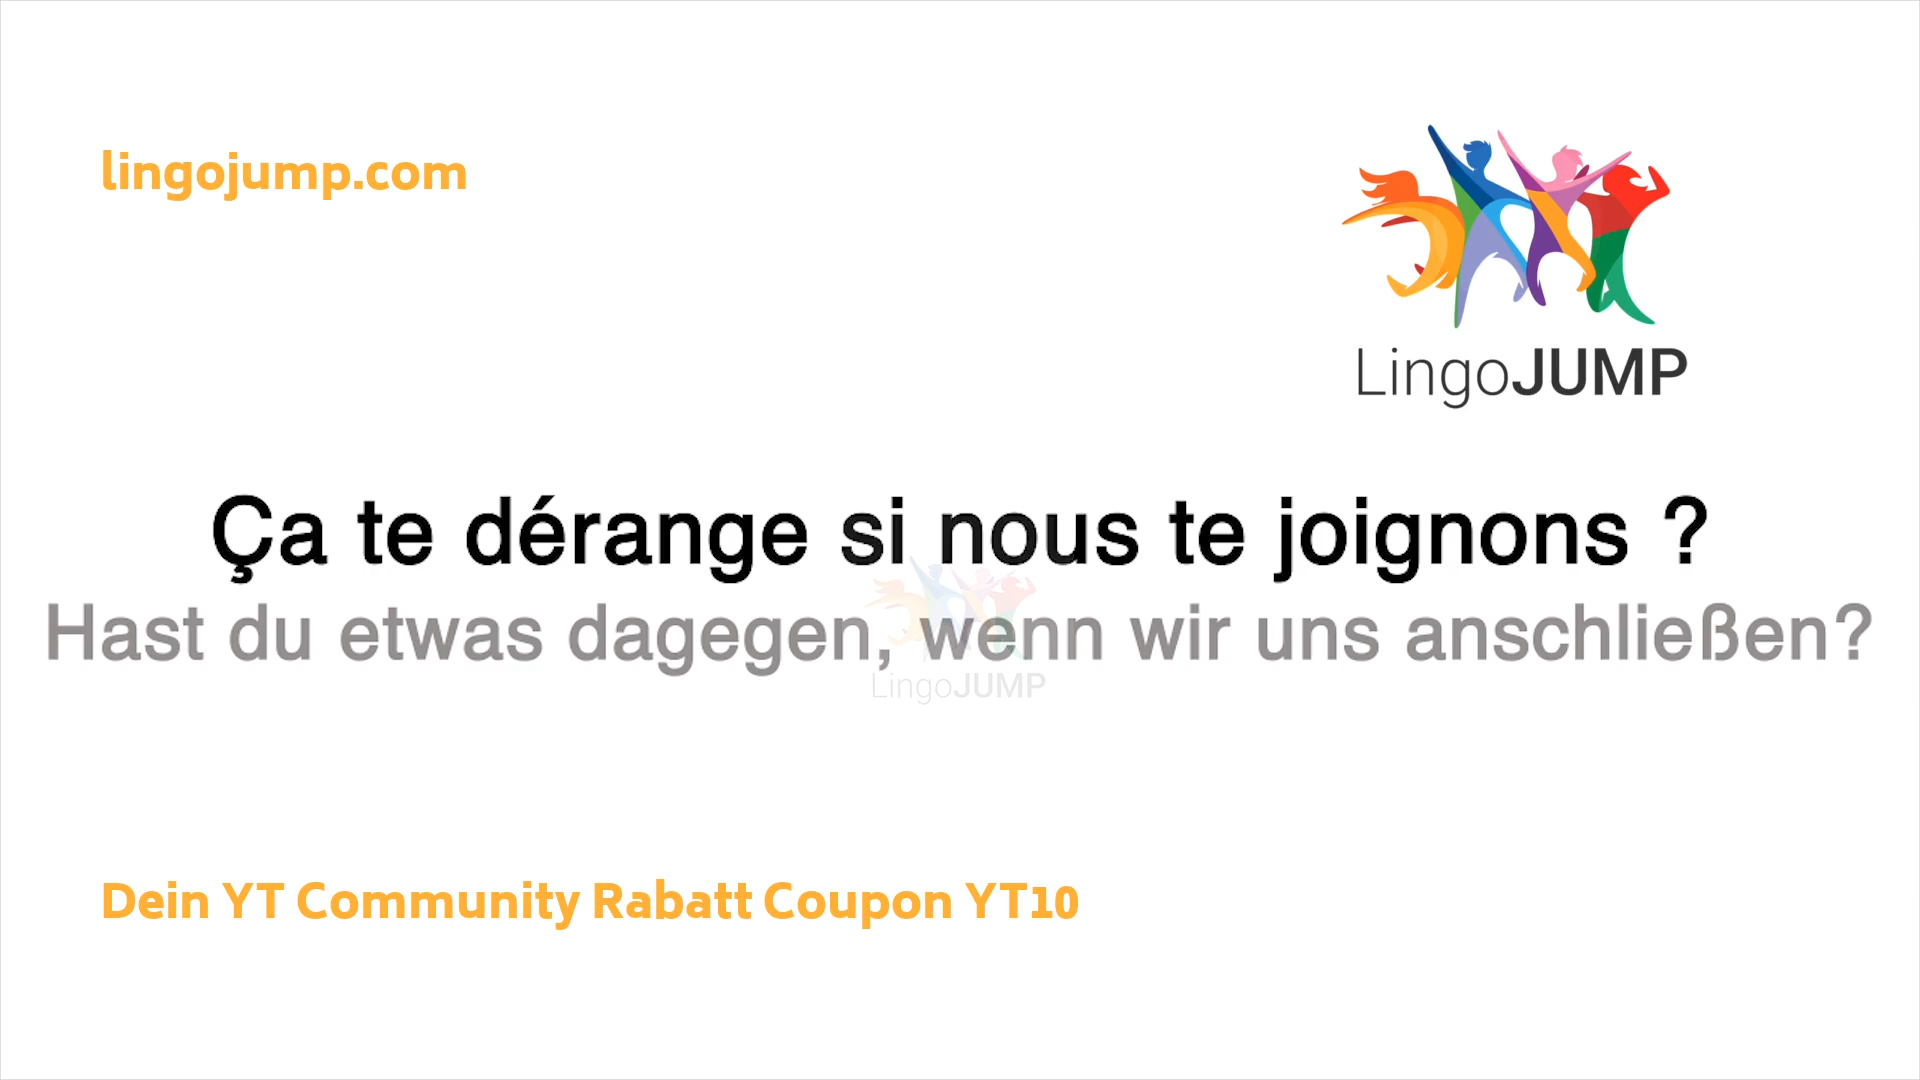 lingojump.com
LingoJUMP
Ça te dérange si nous te joignons ?
Hast du etwas dagegen, wenn wir uns anschließen?
LingoJUMP
Dein YT Community Rabatt Coupon YT10